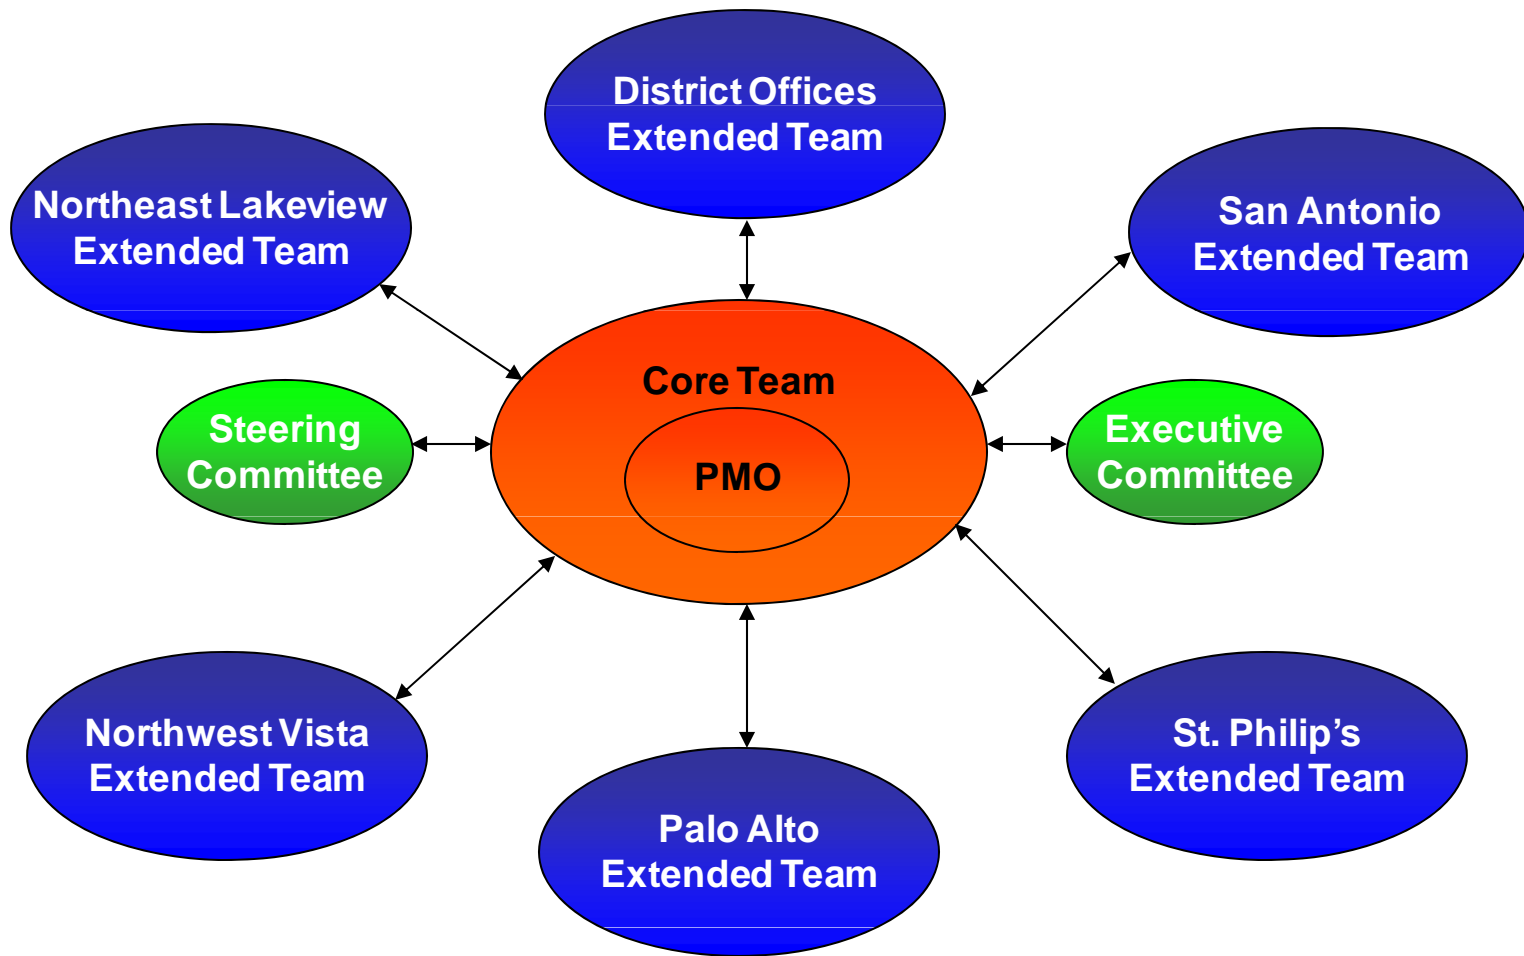 District Offices
Extended Team
Northeast Lakeview
Extended Team
San Antonio
Extended Team
Core Team
PMO
Steering
Committee
Executive
Committee
Northwest Vista
Extended Team
Palo Alto
Extended Team
St. Philip’s
Extended Team